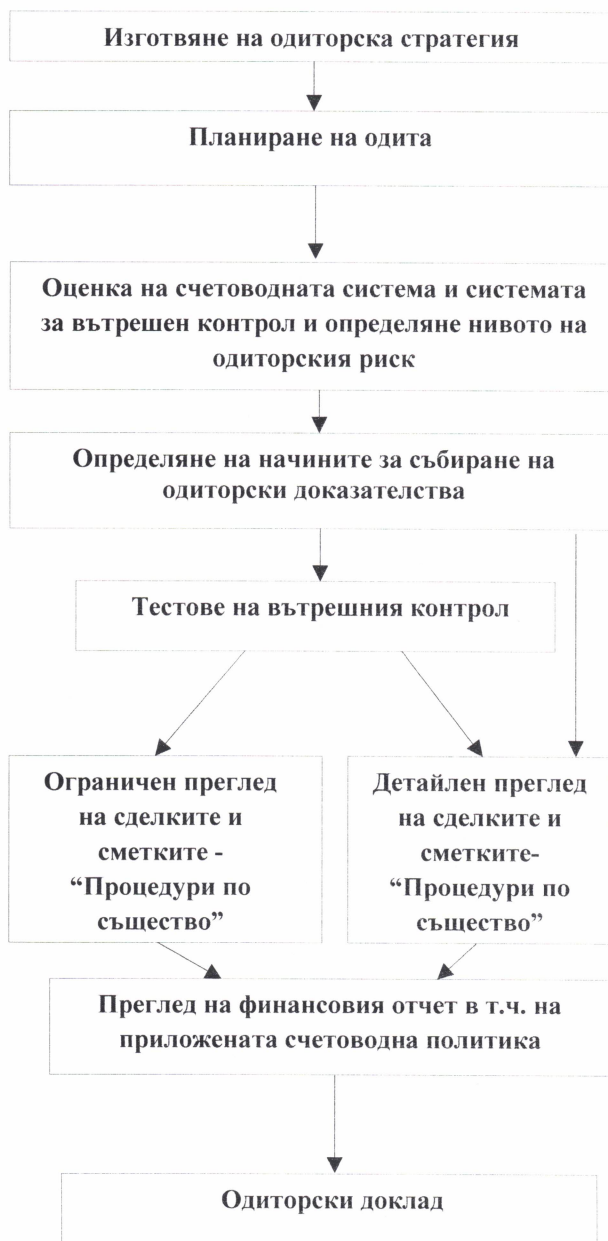 Изготвяне на одиторска стратегия
Планиране на одита
Оценка на счетоводната система и системата
за вътрешен контрол и определяне нивото на
одиторския риск
Определяне на начините за събиране на
одиторски доказателства
Тестове на вътрешния контрол
Ограничен преглед
на сделките и
сметките -
“Процедури по
същество”
Детайлен преглед
на сделките и
сметките-
“Процедури по
същество”
Преглед на финансовия отчет в т.ч. на
приложената счетоводна политика
Одиторски доклад